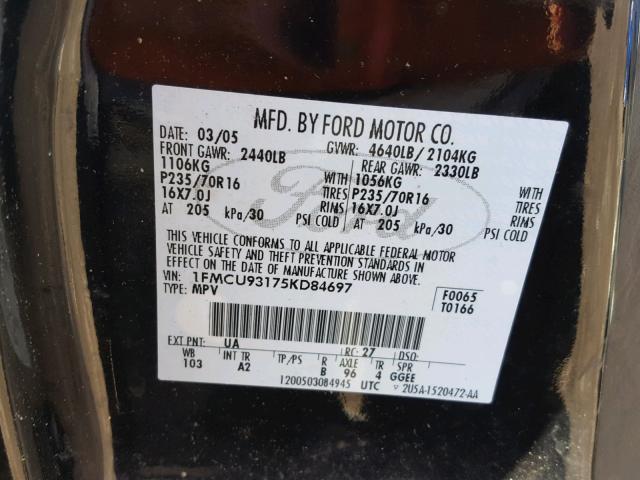 MFD. BY FORD MOTOR CO.
DATE: 03/05 GVWR: 4640LB/ 2104KG
FRONT GAWR: 2440LB REAR GAWR: 2330LB
1106KG WITH 1056KG WITH
P235/70R16 TIRES P235/70R16 TIRES
16X7.0J RIMS 16X7.0J RIMS
AT 205 kPa/30 PSI COLD AT 205 kPa/30 PSI COLD
Ford
THIS VEHICLE CONFORMS TO ALL APPLICABLE FEDERAL MOTOR
VEHICLE SAFETY AND THEFT PREVENTION STANDARDS IN
EFFECT ON THE DATE OF MANUFACTURE SHOWN ABOVE.
VIN: 1FMCU93175KD84697 F0065
TYPE: MPV T0166
EXT PNT: UA RC: 27 DSO:
WB INT TR TP/PS R AXLE TR SPR
103 A2 B 96 4 GGEE
1200503084945 UTC 2U5A-1520472-AA